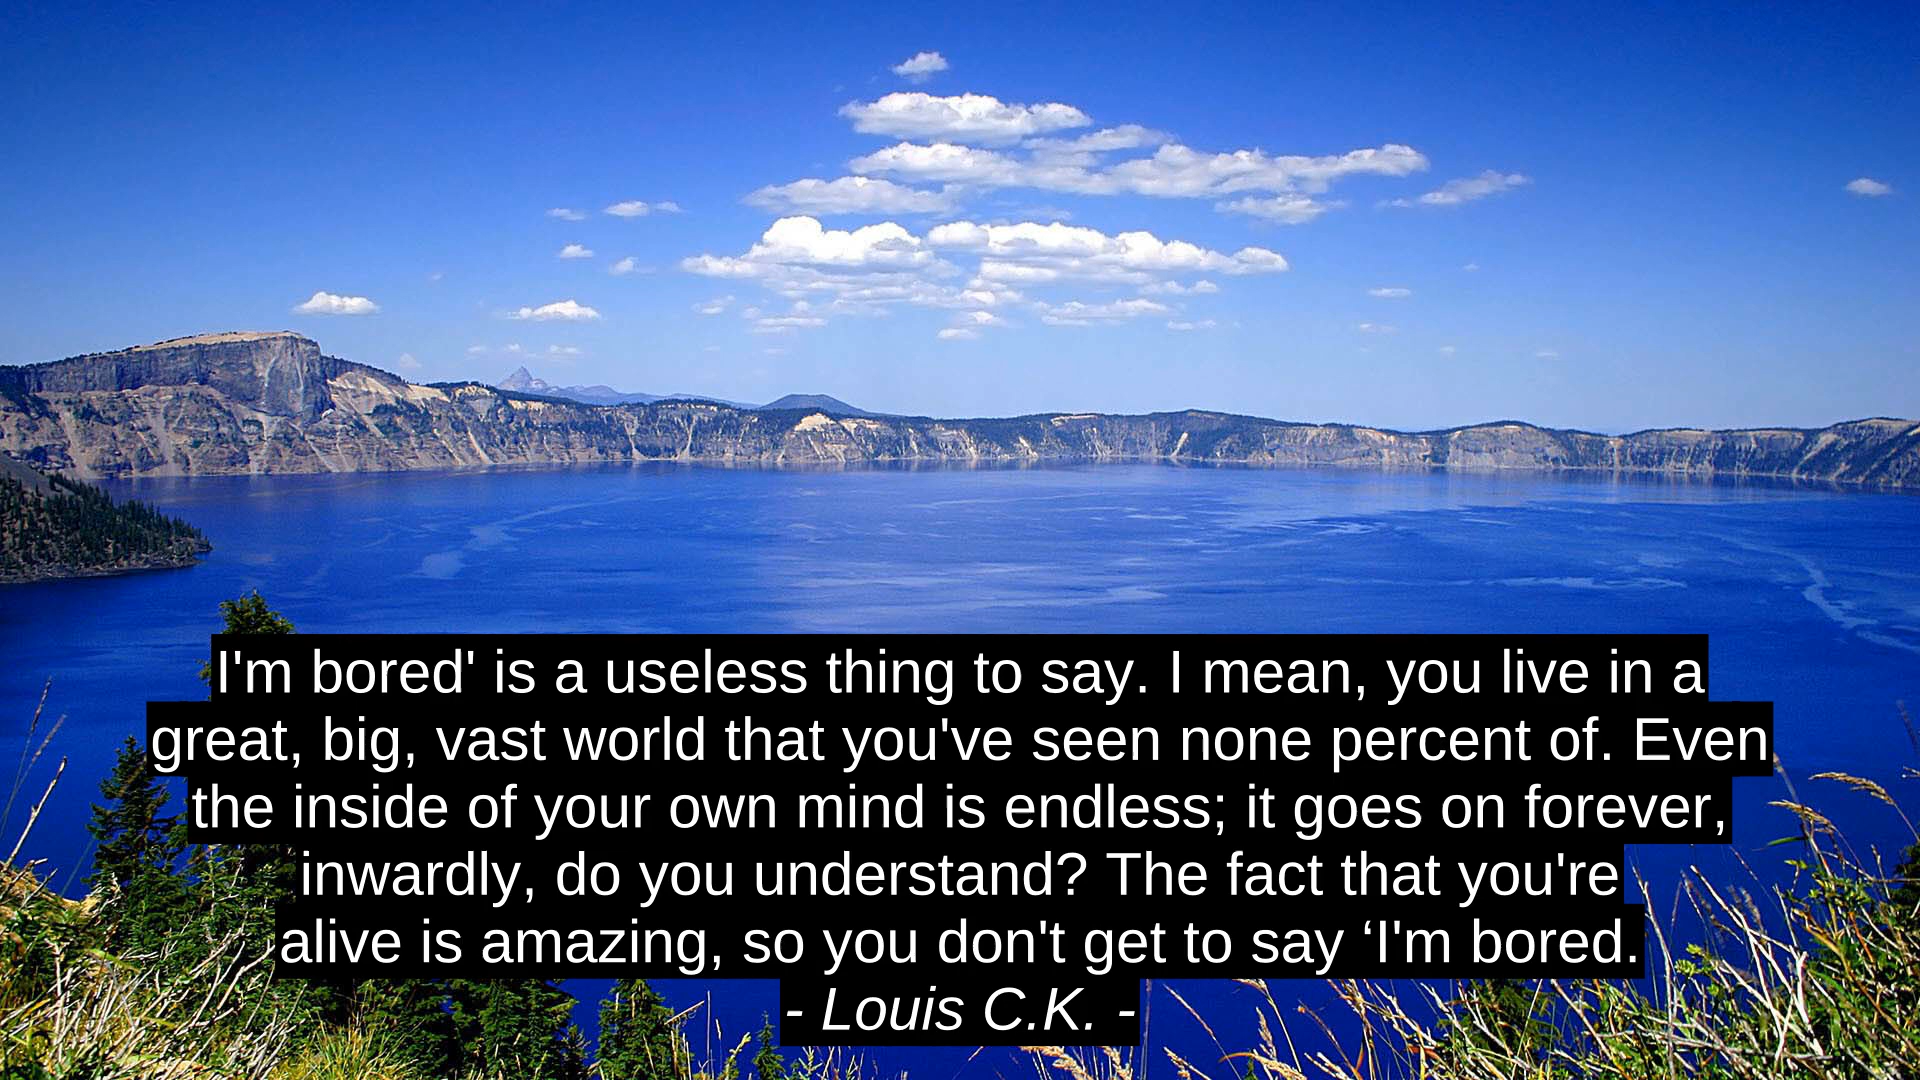 I'm bored' is a useless thing to say. I mean, you live in a
great, big, vast world that you've seen none percent of. Even
the inside of your own mind is endless; it goes on forever,
inwardly, do you understand? The fact that you're
alive is amazing, so you don't get to say ‘I'm bored.
- Louis C.K. -